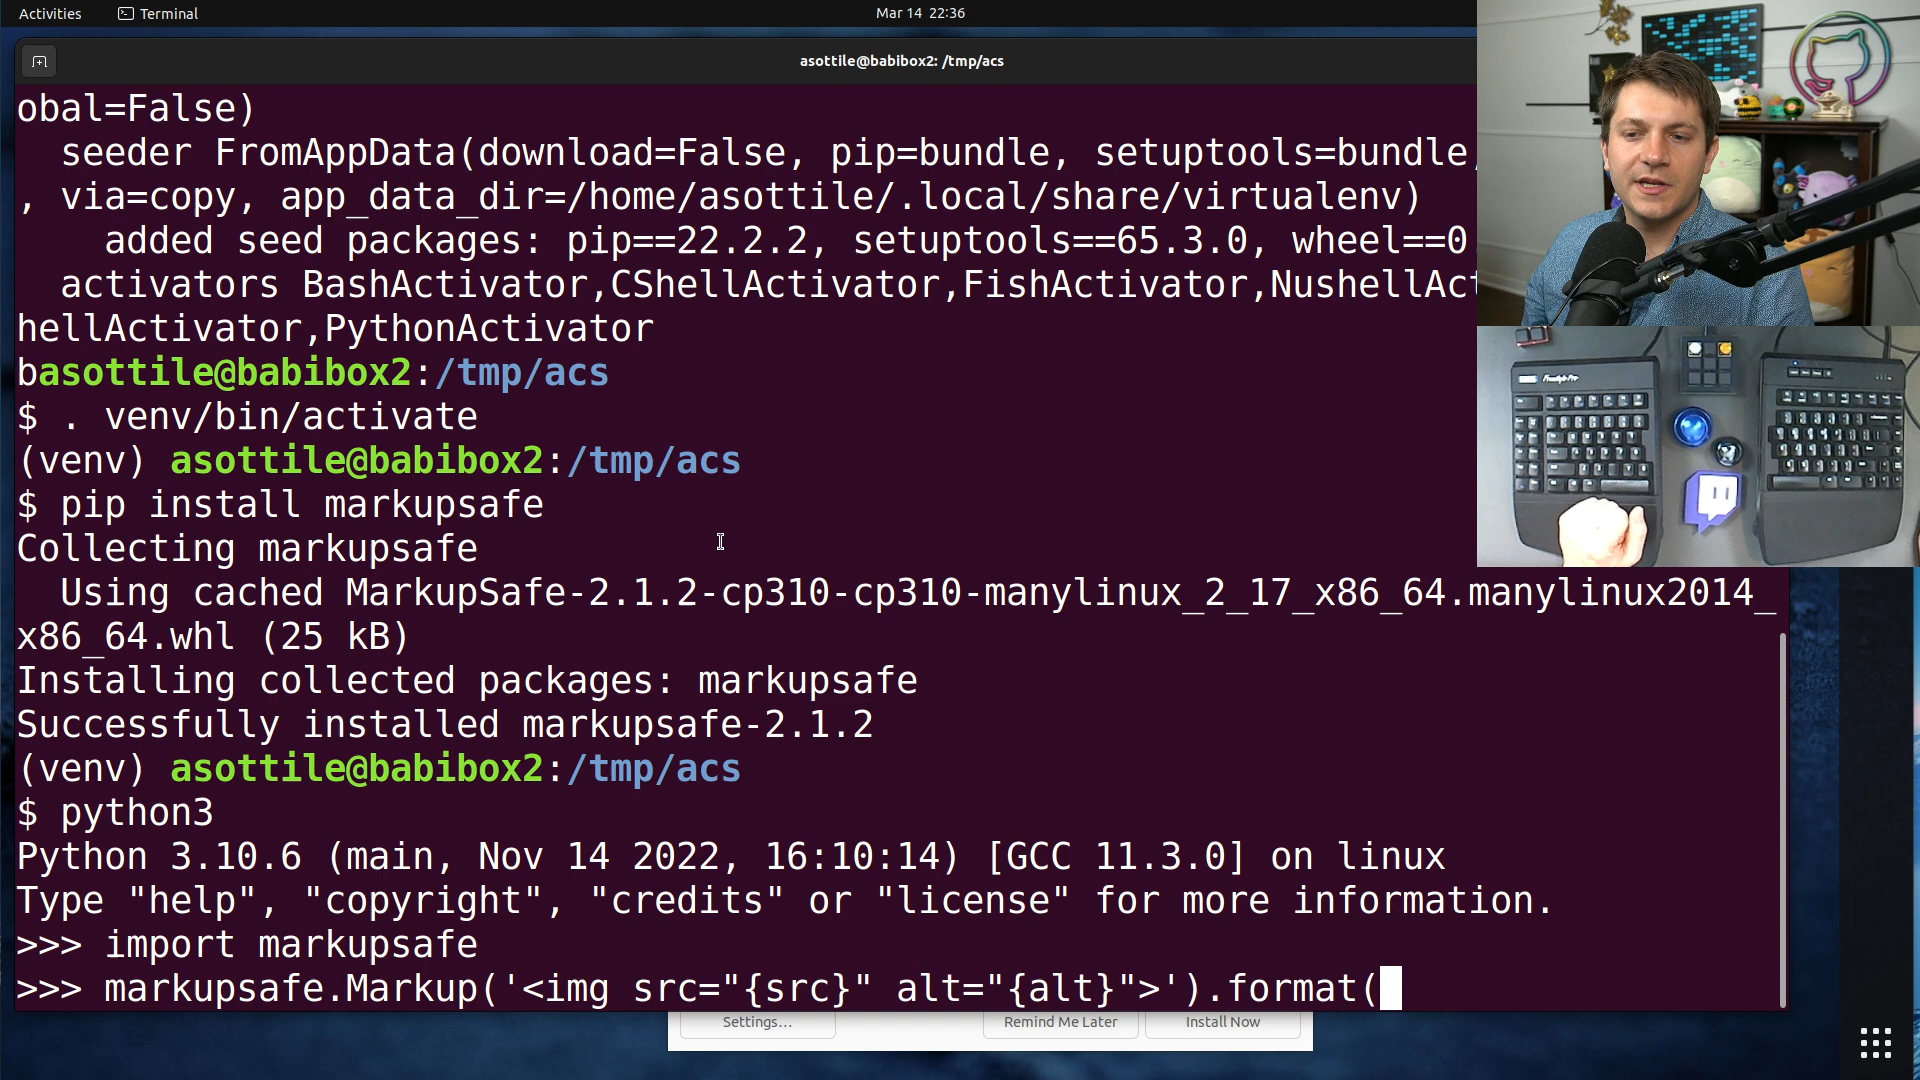 Activities
Terminal
Mar 14 22:36
asottile@babibox2: /tmp/acs
obal=False)
  seeder FromAppData(download=False, pip=bundle, setuptools=bundle,
, via=copy, app_data_dir=/home/asottile/.local/share/virtualenv)
    added seed packages: pip==22.2.2, setuptools==65.3.0, wheel==0
  activators BashActivator,CShellActivator,FishActivator,NushellAct
hellActivator,PythonActivator
basottile@babibox2:/tmp/acs
$ . venv/bin/activate
(venv) asottile@babibox2:/tmp/acs
$ pip install markupsafe
Collecting markupsafe
  Using cached MarkupSafe-2.1.2-cp310-cp310-manylinux_2_17_x86_64.manylinux2014_
x86_64.whl (25 kB)
Installing collected packages: markupsafe
Successfully installed markupsafe-2.1.2
(venv) asottile@babibox2:/tmp/acs
$ python3
Python 3.10.6 (main, Nov 14 2022, 16:10:14) [GCC 11.3.0] on linux
Type "help", "copyright", "credits" or "license" for more information.
>>> import markupsafe
>>> markupsafe.Markup('<img src="{src}" alt="{alt}">').format(
Settings…
Remind Me Later
Install Now
Freestyle Pro